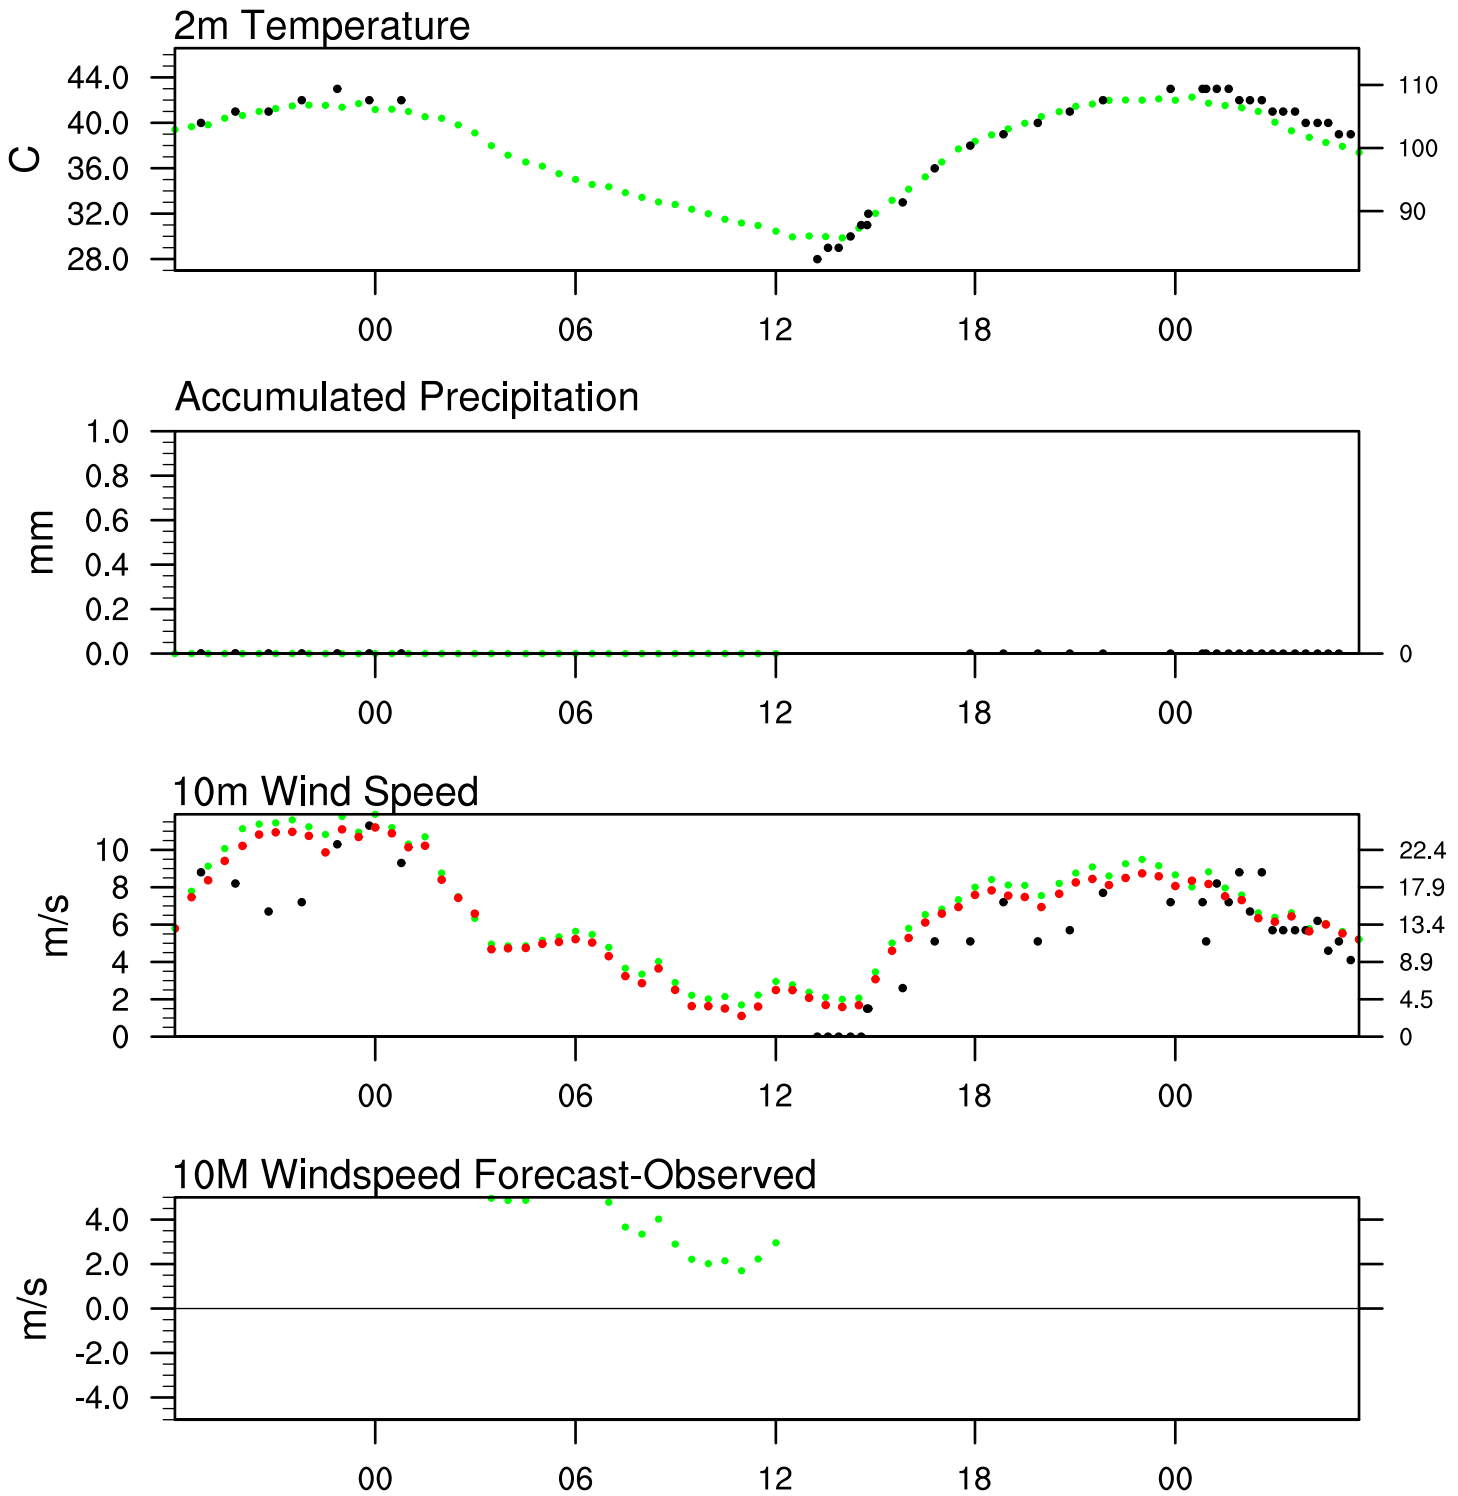 2m Temperature
44.0
40.0
36.0
32.0
28.0
C
110
100
90
00 06 12 18 00
Accumulated Precipitation
1.0
0.8
0.6
0.4
0.2
0.0
mm
0
00 06 12 18 00
10m Wind Speed
10
8
6
4
2
0
m/s
22.4
17.9
13.4
8.9
4.5
0
00 06 12 18 00
10M Windspeed Forecast-Observed
4.0
2.0
0.0
-2.0
-4.0
m/s
00 06 12 18 00